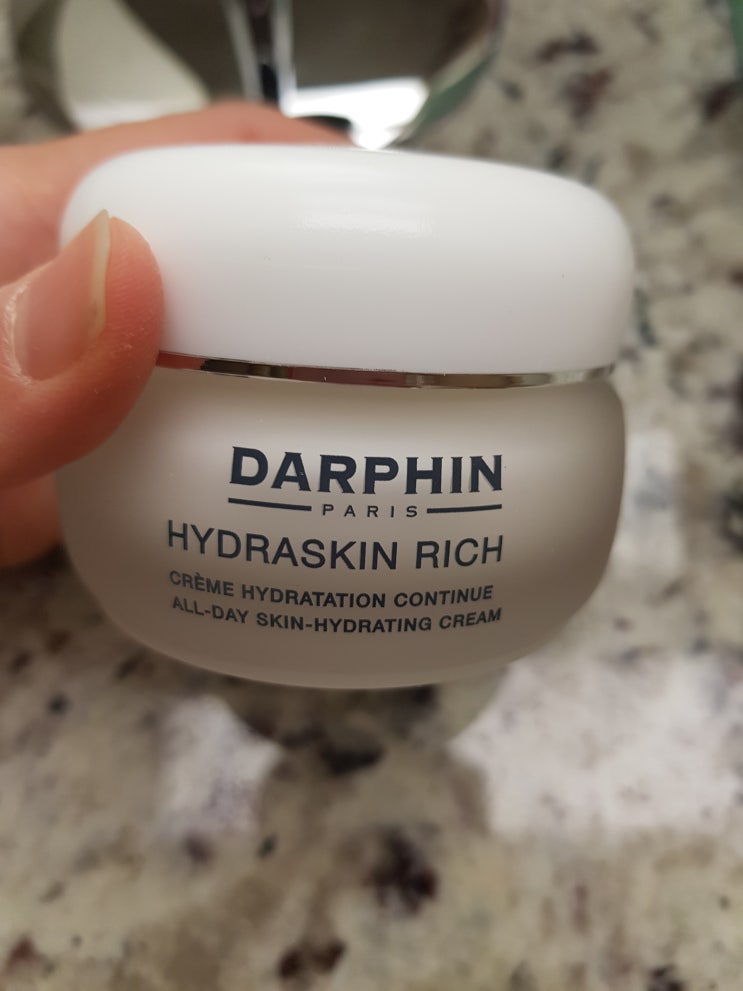 DARPHIN
PARIS
HYDRASKIN RICH
CRÈME HYDRATATION CONTINUE
ALL-DAY SKIN-HYDRATING CREAM